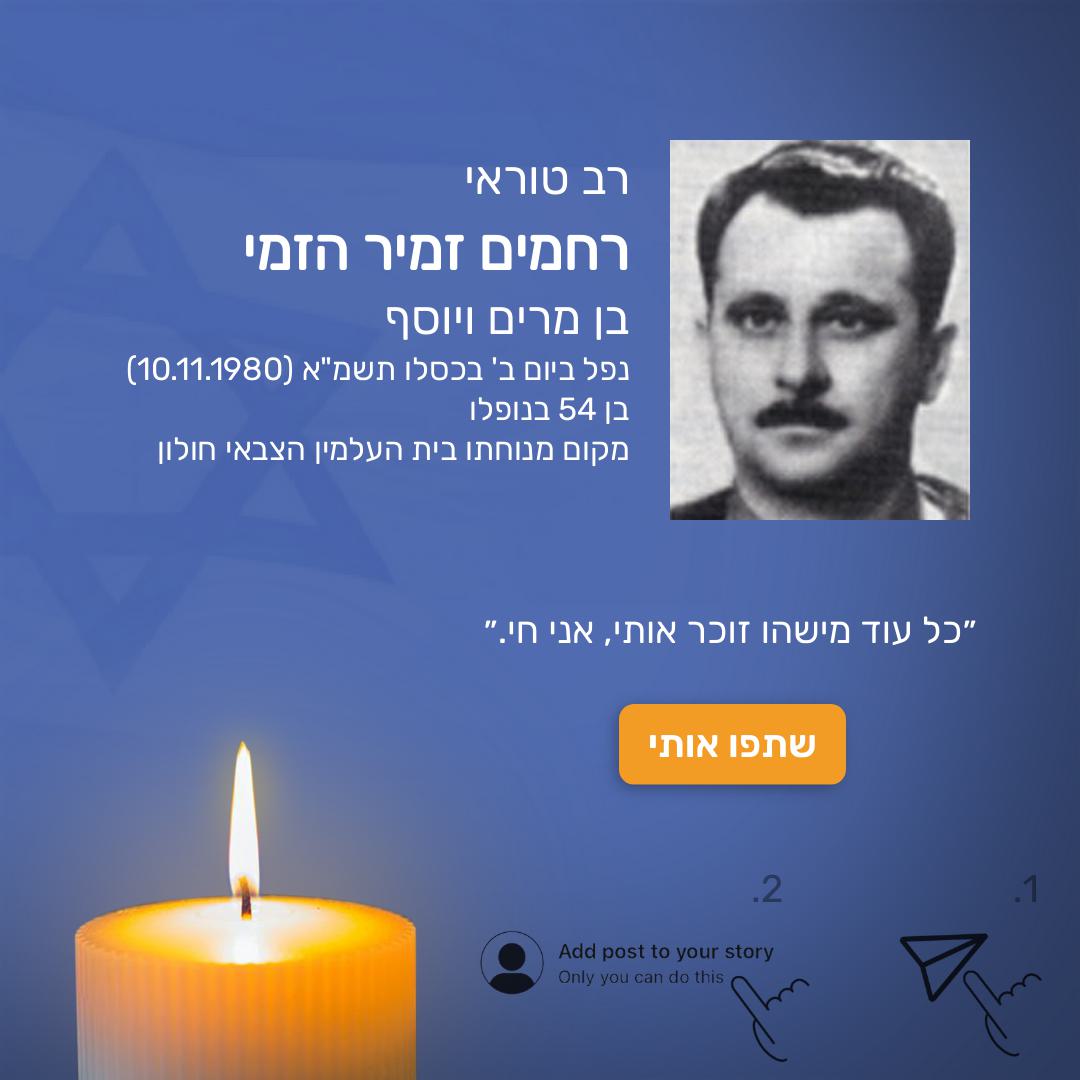 רב טוראי
רחמים זמיר הזמי
בן מרים ויוסף
נפל ביום ב' בכסלו תשמ"א (10.11.1980)
בן 54 בנופלו
מקום מנוחתו בית העלמין הצבאי חולון
״כל עוד מישהו זוכר אותי, אני חי.״
שתפו אותי
.1
.2
Add post to your story
Only you can do this